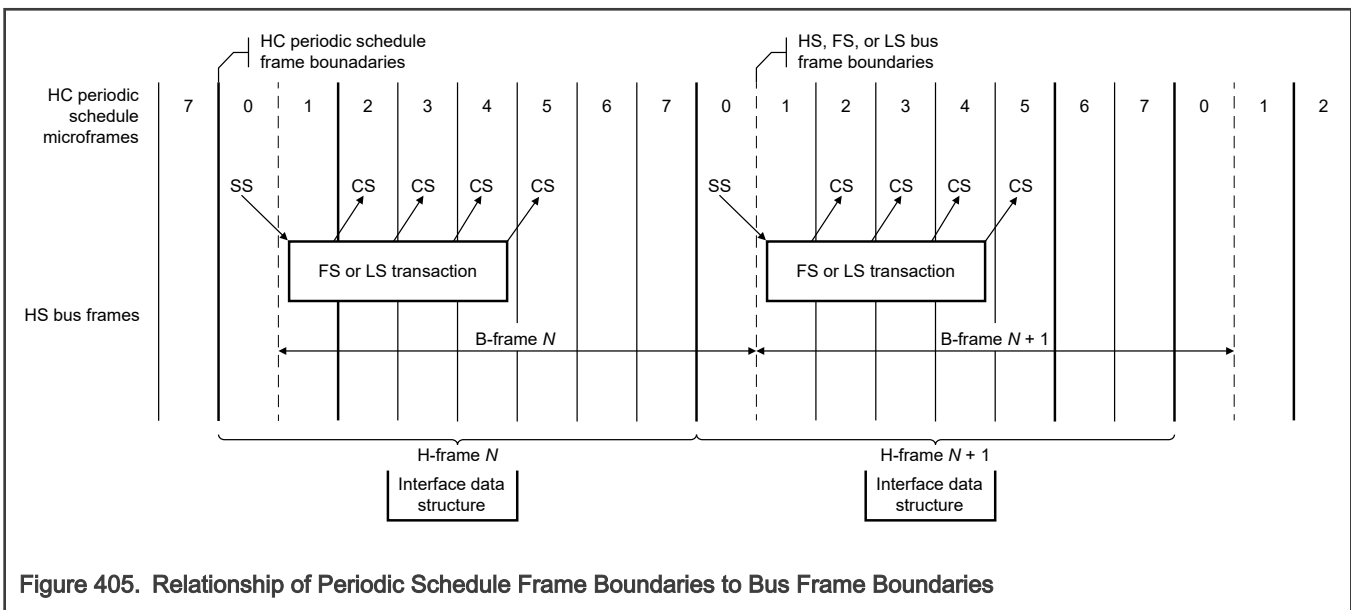 HC periodic schedule
frame bounadaries
HS, FS, or LS bus
frame boundaries
HC periodic
schedule
microframes
7 0 1 2 3 4 5 6 7 0 1 2 3 4 5 6 7 0 1 2
SS CS CS CS CS SS CS CS CS CS
FS or LS transaction FS or LS transaction
HS bus frames
B-frame N B-frame N + 1
H-frame N H-frame N + 1
Interface data
structure
Interface data
structure
Figure 405. Relationship of Periodic Schedule Frame Boundaries to Bus Frame Boundaries